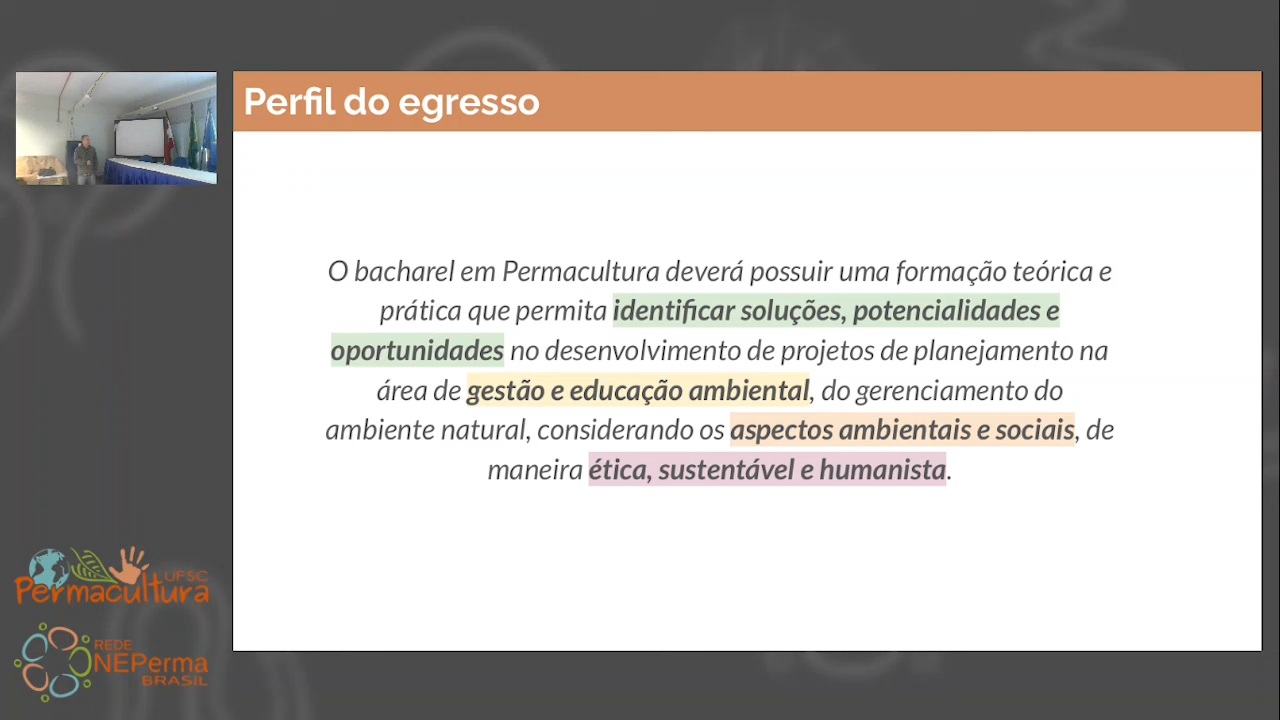 Perfil do egresso
O bacharel em Permacultura deverá possuir uma formação teórica e
prática que permita identificar soluções, potencialidades e
oportunidades no desenvolvimento de projetos de planejamento na
área de gestão e educação ambiental, do gerenciamento do
ambiente natural, considerando os aspectos ambientais e sociais, de
maneira ética, sustentável e humanista.
UFSC
Permacultura
REDE
NEPerma
BRASIL